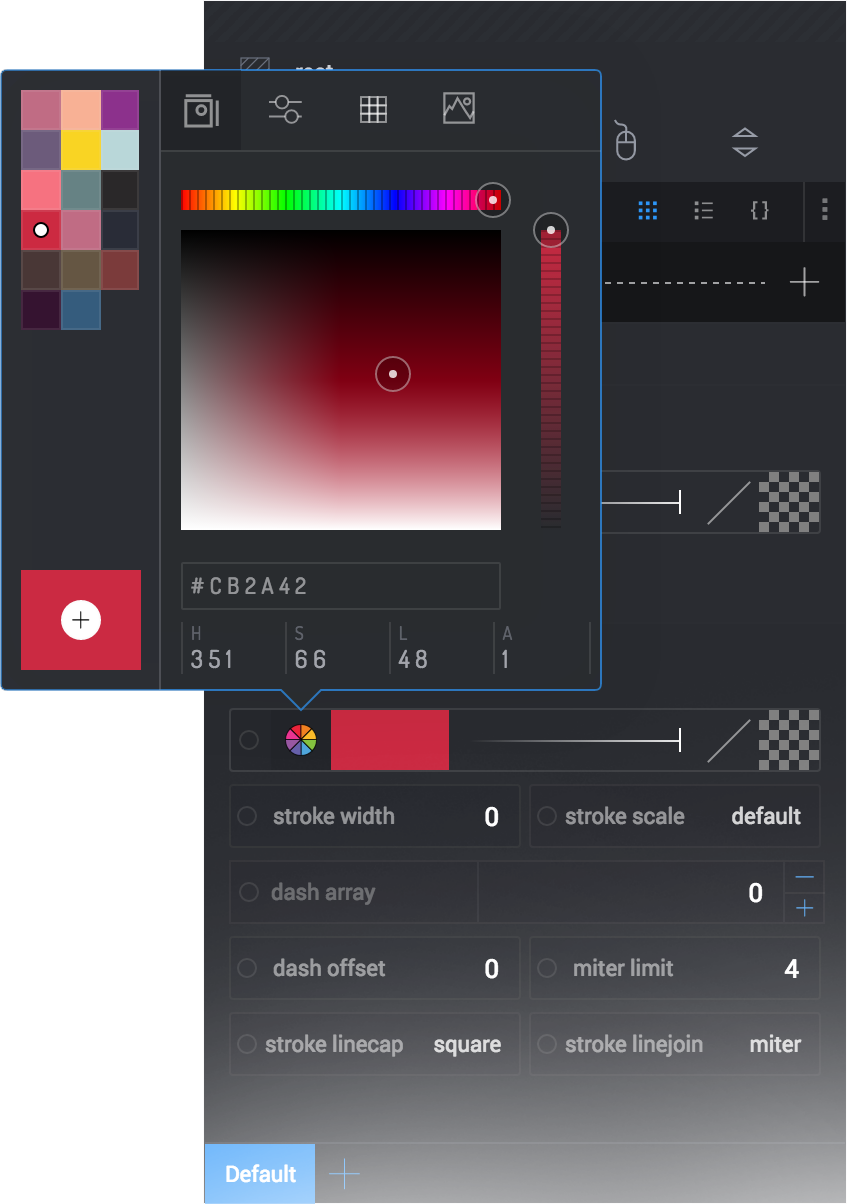 #CB2A42
H S L A
351 66 48 1
{}
stroke width 0 stroke scale default
dash array 0
dash offset 0 miter limit 4
stroke linecap square stroke linejoin miter
Default